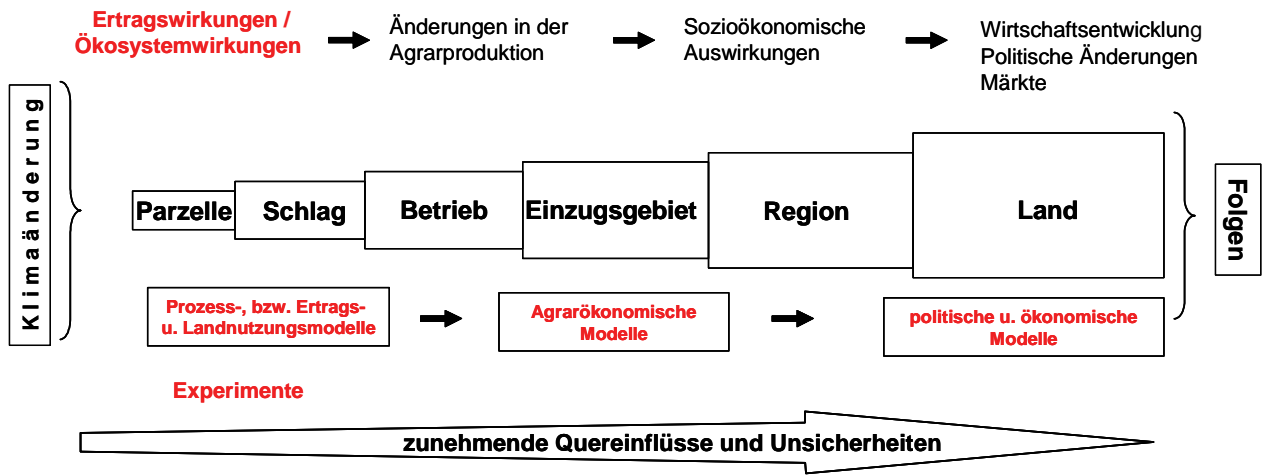 Ertragswirkungen /
Ökosystemwirkungen
Änderungen in der
Agrarproduktion
Sozioökonomische
Auswirkungen
Wirtschaftsentwicklung
Politische Änderungen
Märkte
Klimaänderung
Parzelle
Schlag
Betrieb
Einzugsgebiet
Region
Land
Folgen
Prozess-, bzw. Ertrags-
u. Landnutzungsmodelle
Agrarökonomische
Modelle
politische u. ökonomische
Modelle
Experimente
zunehmende Quereinflüsse und Unsicherheiten